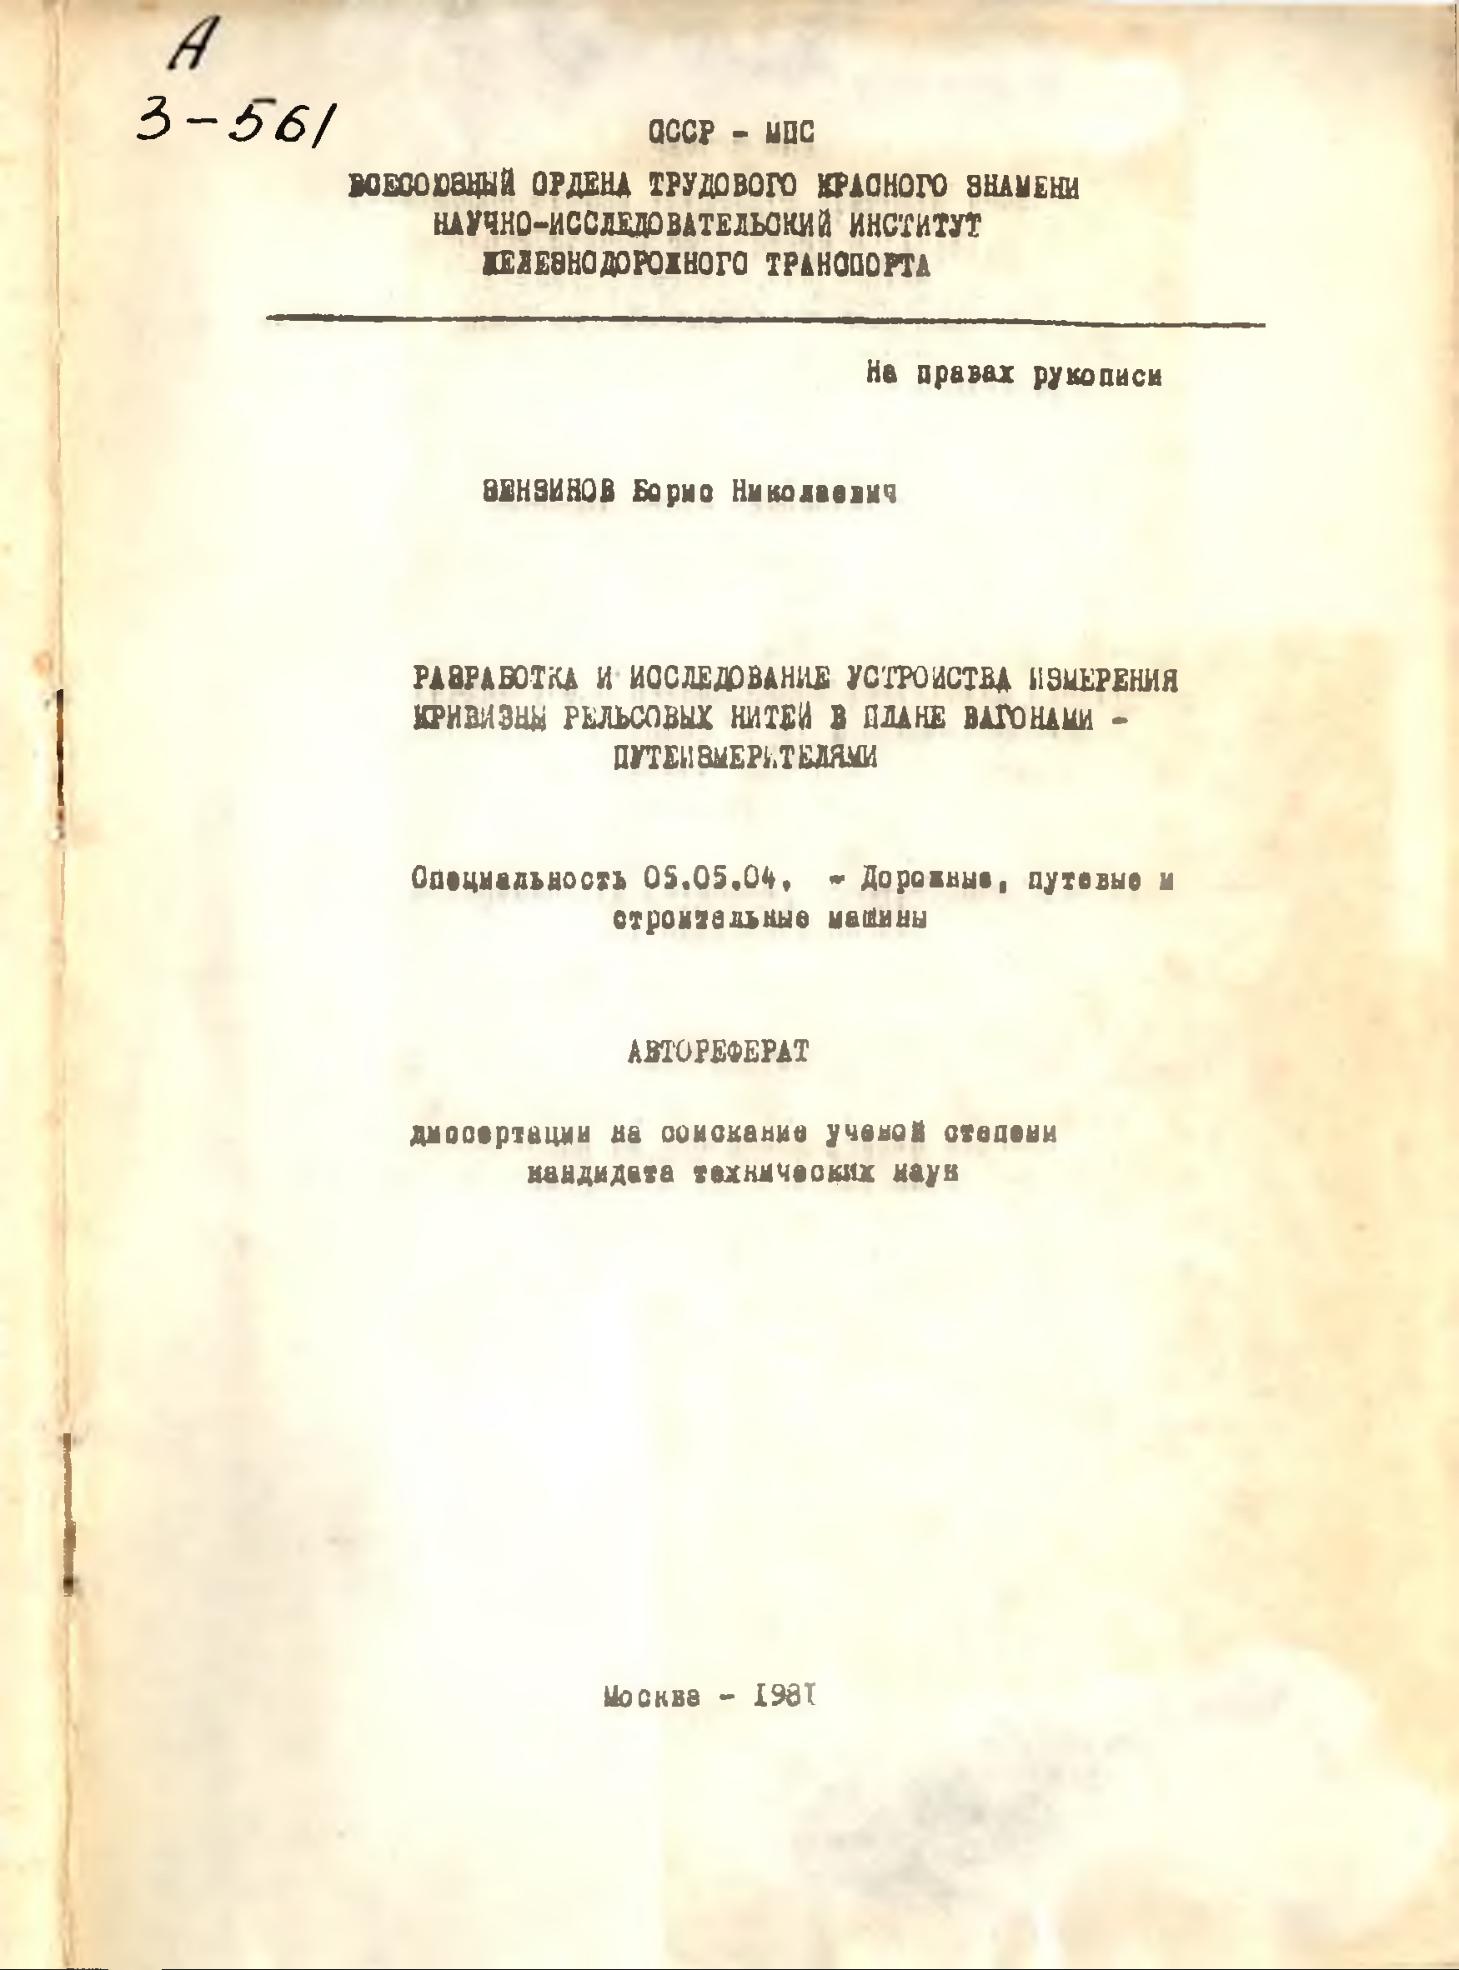 А
З-561
СССР - МПС
ВСЕСОЮЗНЫЙ ОРДЕНА ТРУДОВОГО КРАСНОГО ЗНАМЕНИ
НАУЧНО-ИССЛЕДОВАТЕЛЬСКИЙ ИНСТИТУТ
ЖЕЛЕЗНОДОРОЖНОГО ТРАНСПОРТА
На правах рукописи
ЗЕНЗИНОВ Борис Николаевич
РАЗРАБОТКА И ИССЛЕДОВАНИЕ УСТРОЙСТВА ИЗМЕРЕНИЯ
КРИВИЗНЫ РЕЛЬСОВЫХ НИТЕЙ В ПЛАНЕ ВАГОНАМИ -
ПУТЕИЗМЕРИТЕЛЯМИ
Специальность 05.05.04. - Дорожные, путевые и
строительные машины
АВТОРЕФЕРАТ
диссертации на соискание ученой степени
кандидата технических наук
Москва - 1981